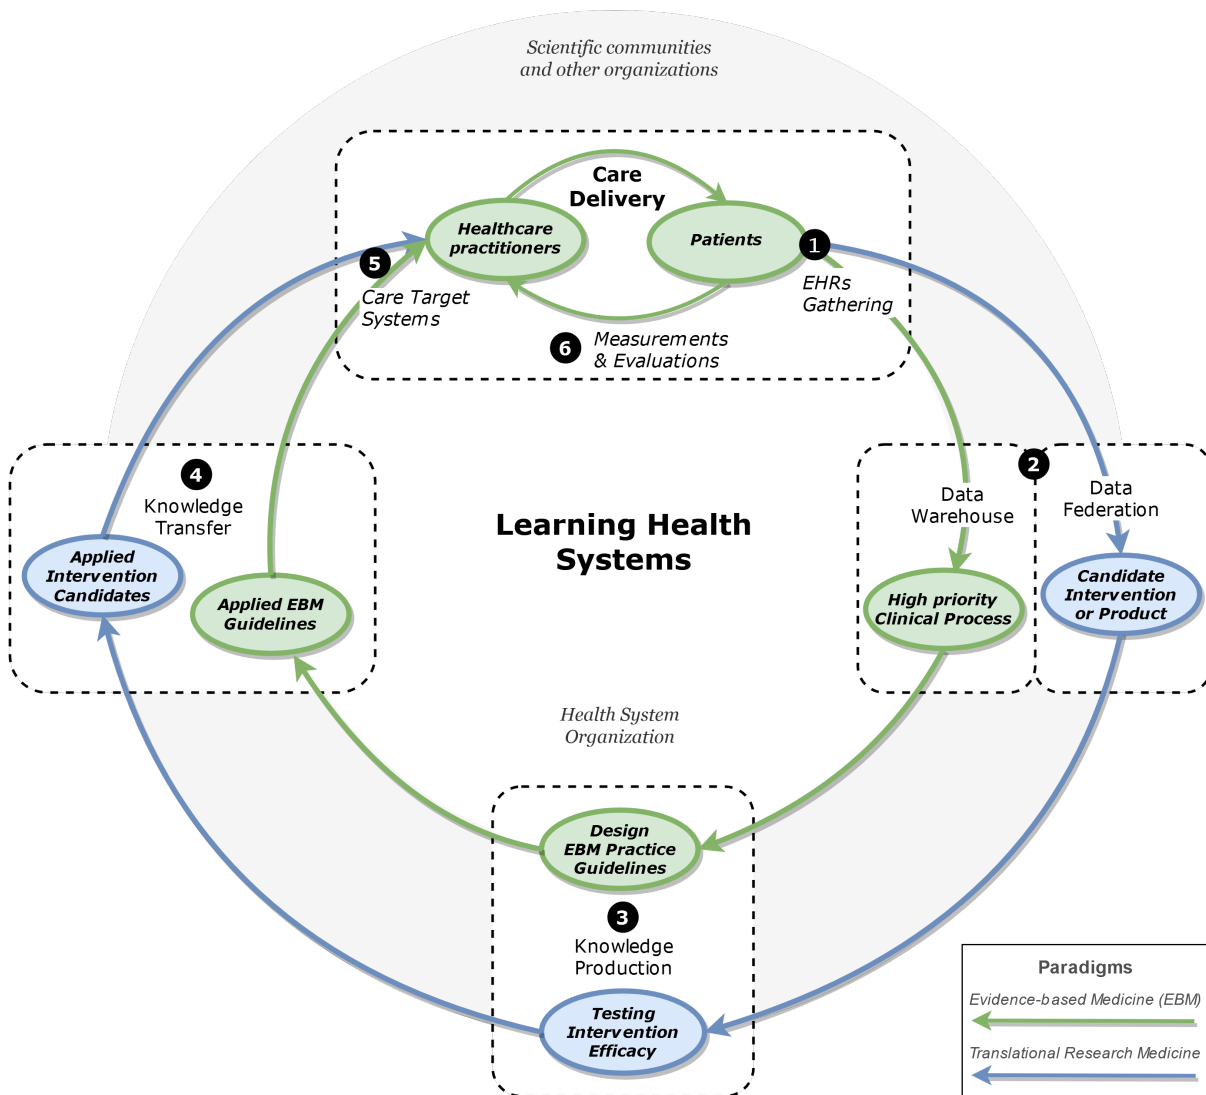 Scientific communities
and other organizations
Care
Delivery
Healthcare
practitioners
Patients
1
EHRs
Gathering
5
Care Target
Systems
6
Measurements
& Evaluations
4
Knowledge
Transfer
2
Data
Warehouse
Data
Federation
Learning Health
Systems
Applied
Intervention
Candidates
Applied EBM
Guidelines
High priority
Clinical Process
Candidate
Intervention
or Product
Health System
Organization
Design
EBM Practice
Guidelines
3
Knowledge
Production
Testing
Intervention
Efficacy
Paradigms
Evidence-based Medicine (EBM)
Translational Research Medicine